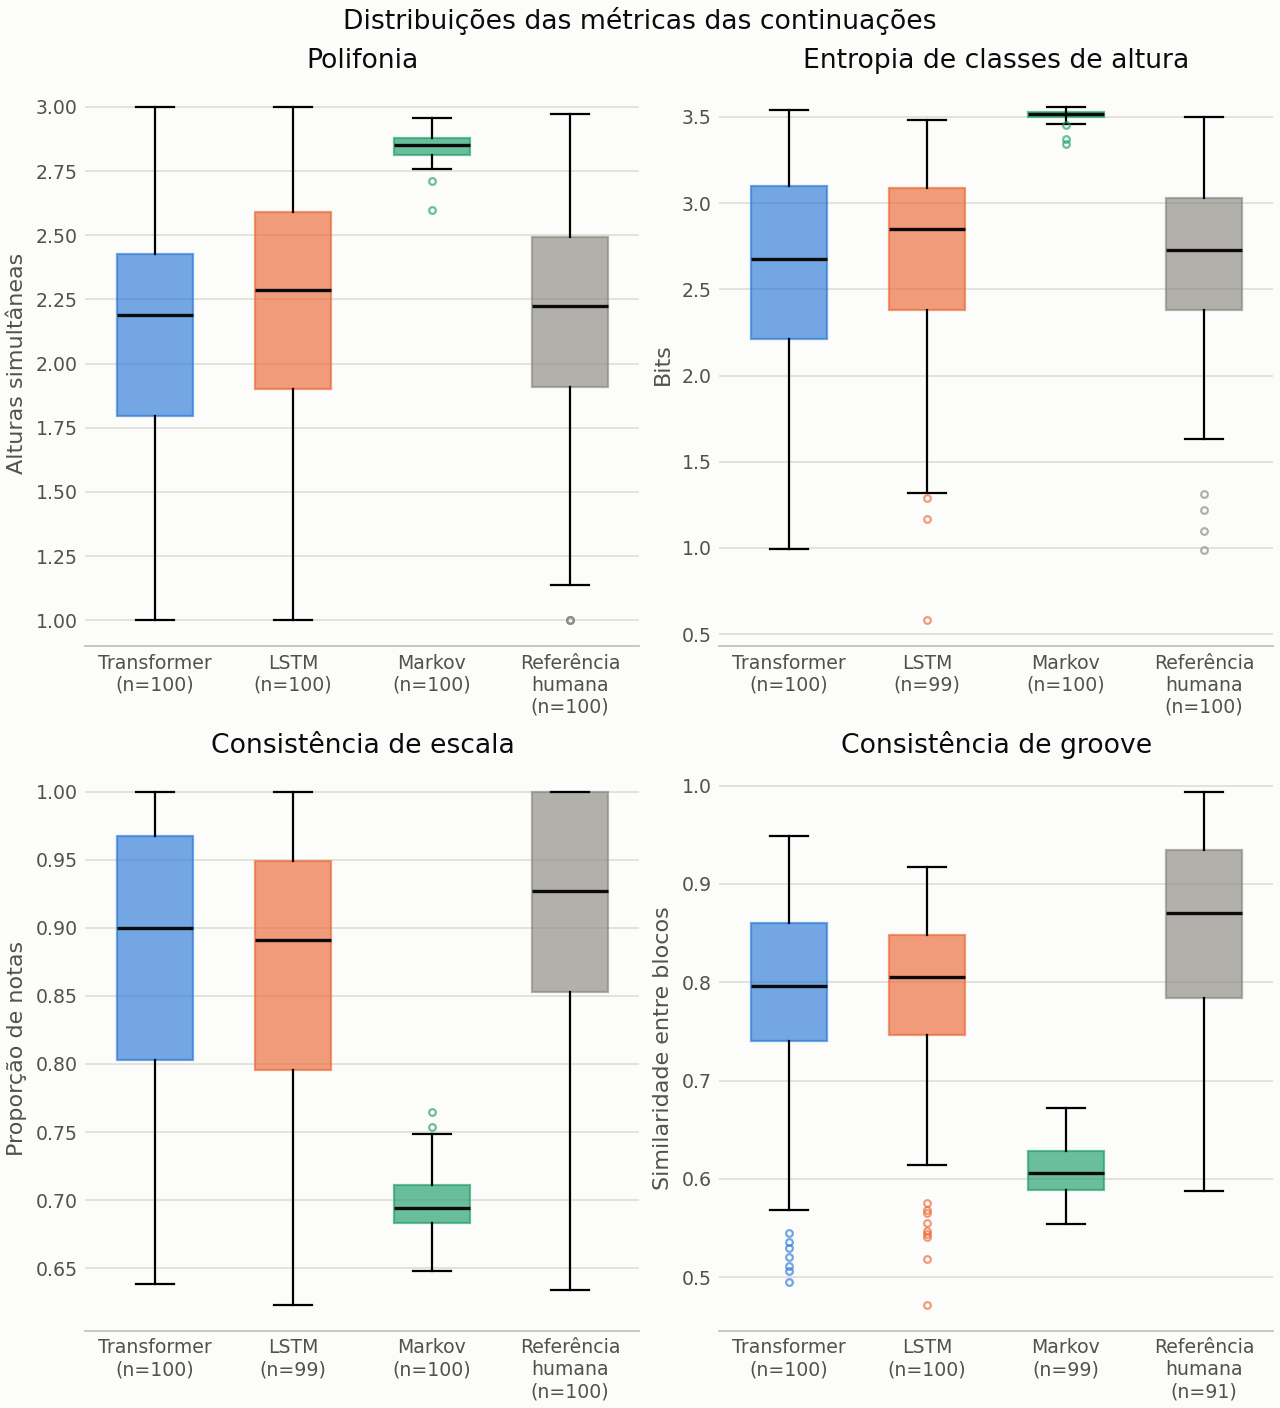 Distribuições das métricas das continuações
Polifonia
Alturas simultâneas
3.00
2.75
2.50
2.25
2.00
1.75
1.50
1.25
1.00
Transformer
(n=100)
LSTM
(n=100)
Markov
(n=100)
Referência
humana
(n=100)
Entropia de classes de altura
Bits
3.5
3.0
2.5
2.0
1.5
1.0
0.5
Transformer
(n=100)
LSTM
(n=99)
Markov
(n=100)
Referência
humana
(n=100)
Consistência de escala
Proporção de notas
1.00
0.95
0.90
0.85
0.80
0.75
0.70
0.65
Transformer
(n=100)
LSTM
(n=99)
Markov
(n=100)
Referência
humana
(n=100)
Consistência de groove
Similaridade entre blocos
1.0
0.9
0.8
0.7
0.6
0.5
Transformer
(n=100)
LSTM
(n=100)
Markov
(n=99)
Referência
humana
(n=91)